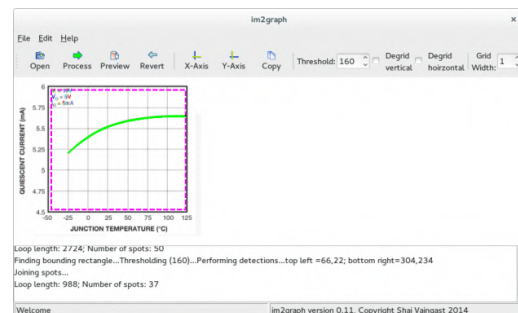 im2graph
File Edit Help
Open Process Preview Revert X-Axis Y-Axis Copy Threshold: 160 Degrid vertical Degrid hoirzontal Grid Width: 1
6
5.75
5.5
5.25
5
4.75
4.5
QUIESCENT CURRENT (mA)
-50 -25 0 25 50 75 100 125
JUNCTION TEMPERATURE (°C)
Loop length: 2724; Number of spots: 50
Finding bounding rectangle...Thresholding (160)...Performing detections...top left =66,22; bottom right=304,234
Joining spots...
Loop length: 988; Number of spots: 37
Welcome
im2graph version 0.11. Copyright Shai Vaingast 2014